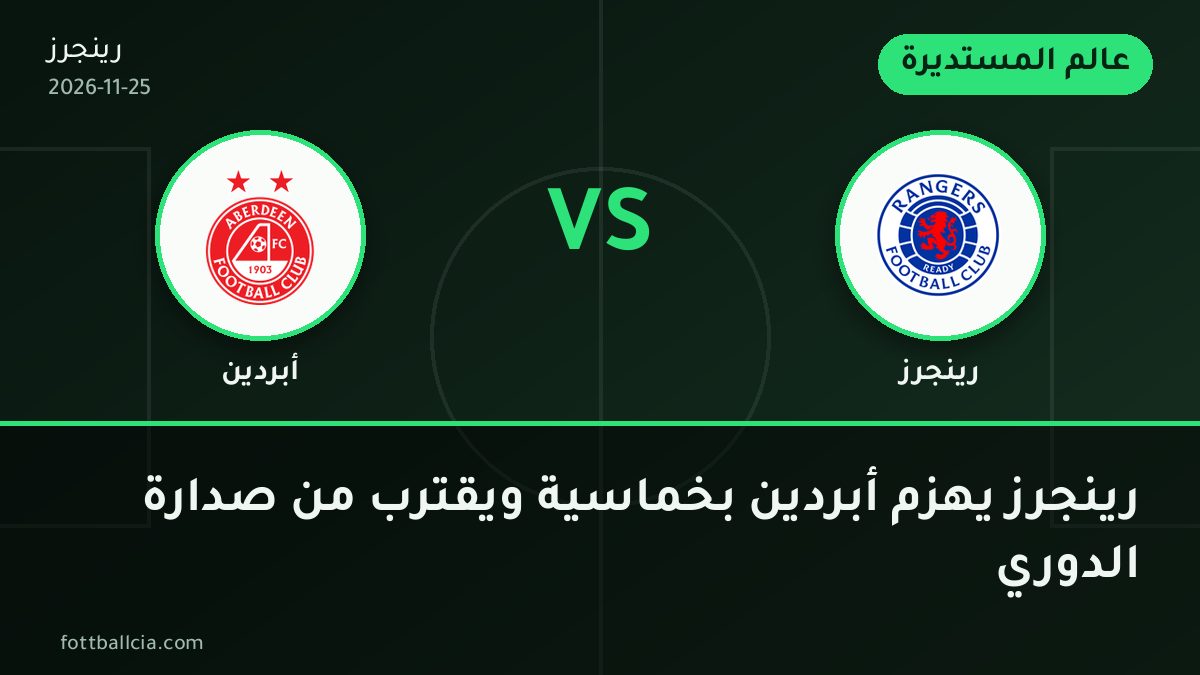 عالم المستديرة
رينجرز
2026-11-25
VS
RANGERS
READY
FOOTBALL CLUB
ABERDEEN
FC
1903
FOOTBALL CLUB
رينجرز
أبردين
رينجرز يهزم أبردين بخماسية ويقترب من صدارة
الدوري
fottballcia.com